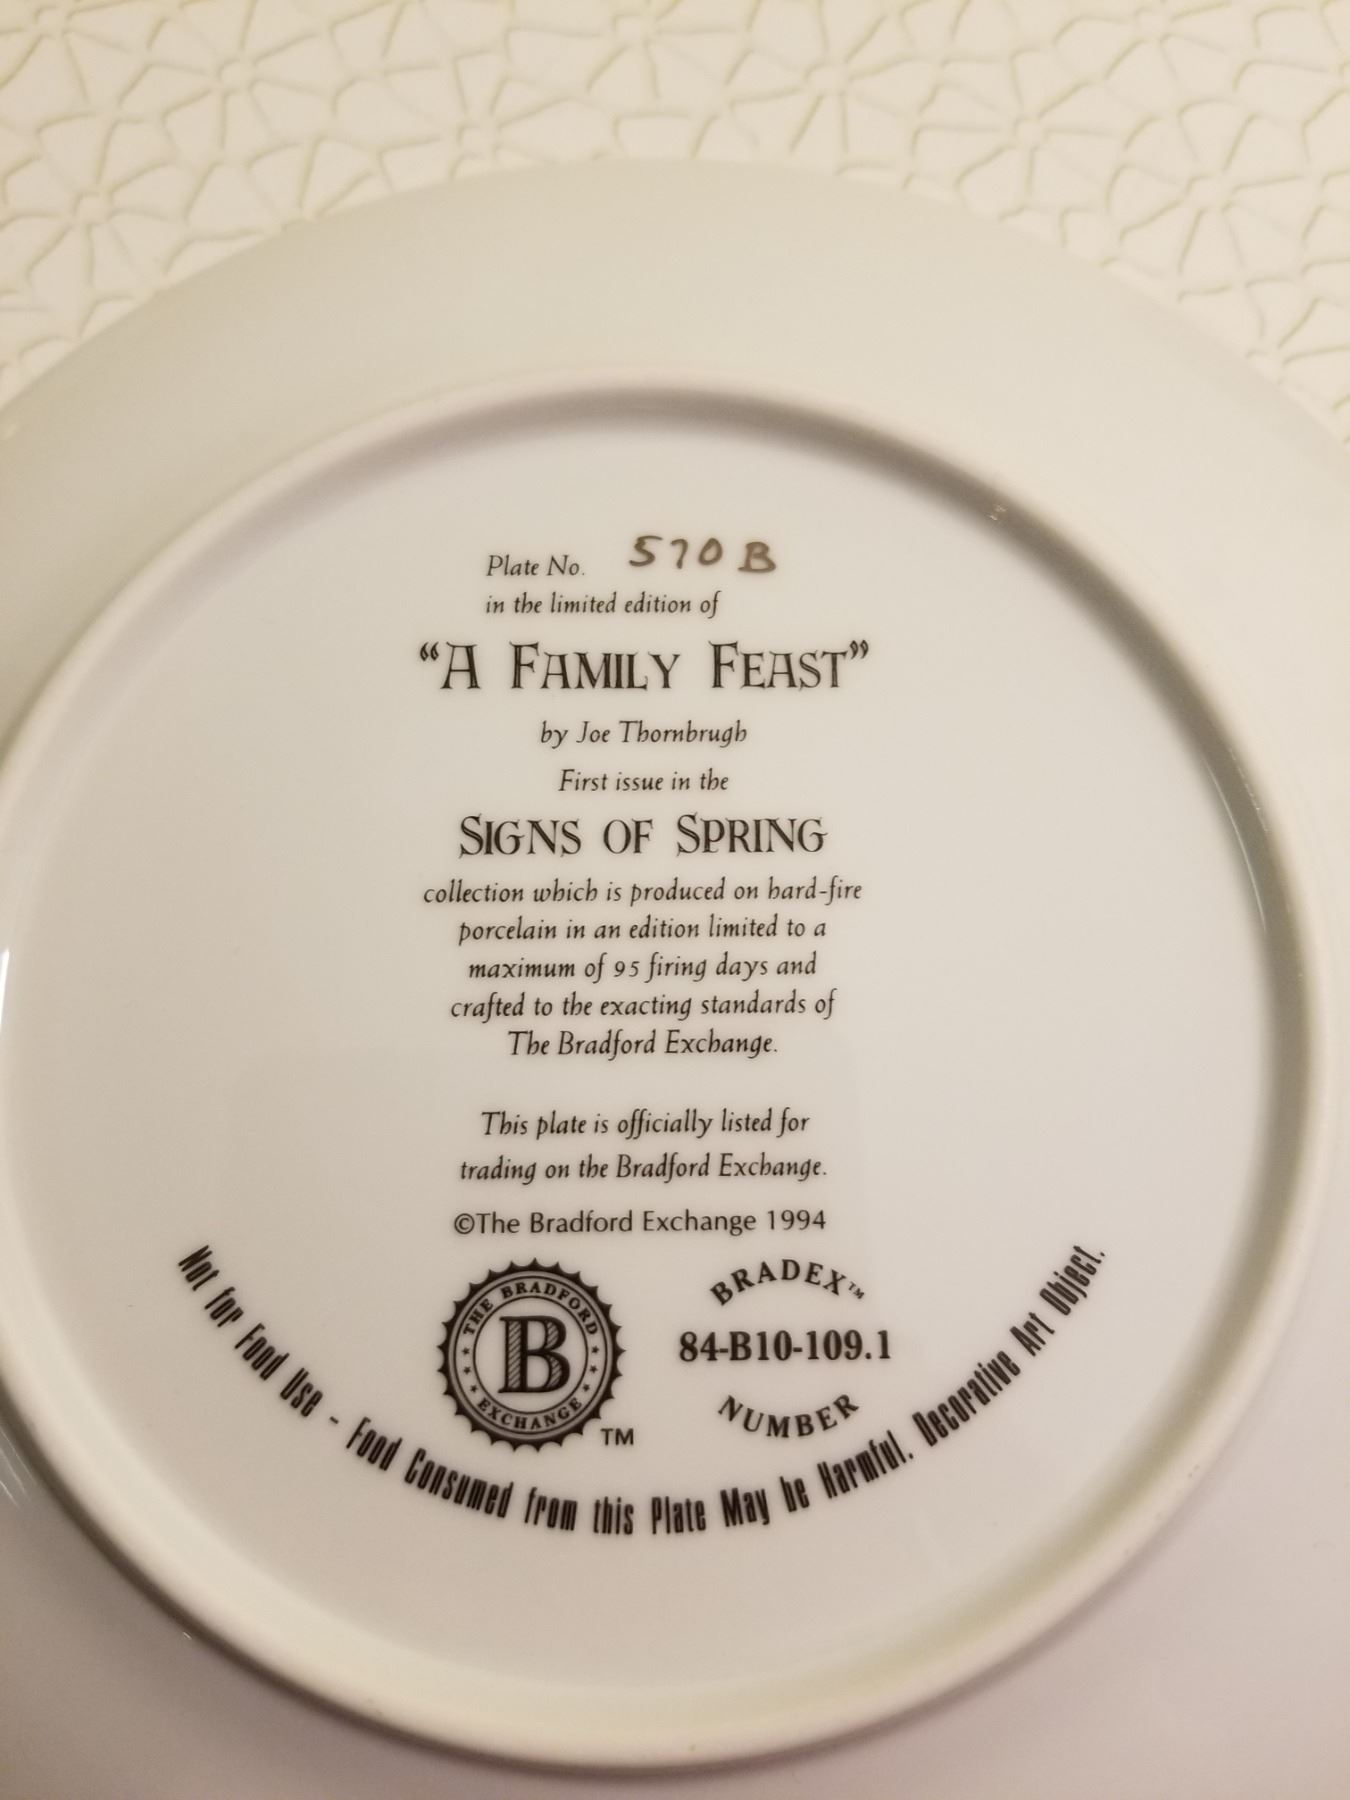 Plate No. 570 B
in the limited edition of
“A FAMILY FEAST”
by Joe Thornbrugh
First issue in the
SIGNS OF SPRING
collection which is produced on hard-fire
porcelain in an edition limited to a
maximum of 95 firing days and
crafted to the exacting standards of
The Bradford Exchange.
This plate is officially listed for
trading on the Bradford Exchange.
©The Bradford Exchange 1994
THE BRADFORD
B
EXCHANGE
TM
BRADEX™
84-B10-109.1
NUMBER
Not for Food Use - Food Consumed from this Plate May be Harmful. Decorative Art Object.